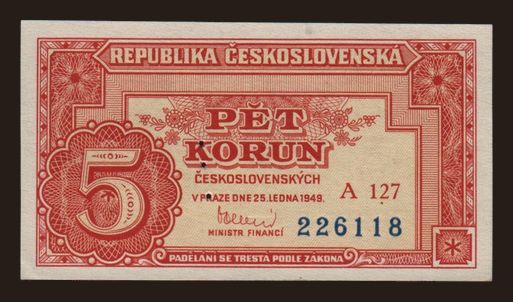 REPUBLIKA ČESKOSLOVENSKÁ
PĚT
KORUN
ČESKOSLOVENSKÝCH
V PRAZE DNE 25. LEDNA 1949.
A 127
5
226118
MINISTR FINANCÍ
PADĚLÁNÍ SE TRESTÁ PODLE ZÁKONA